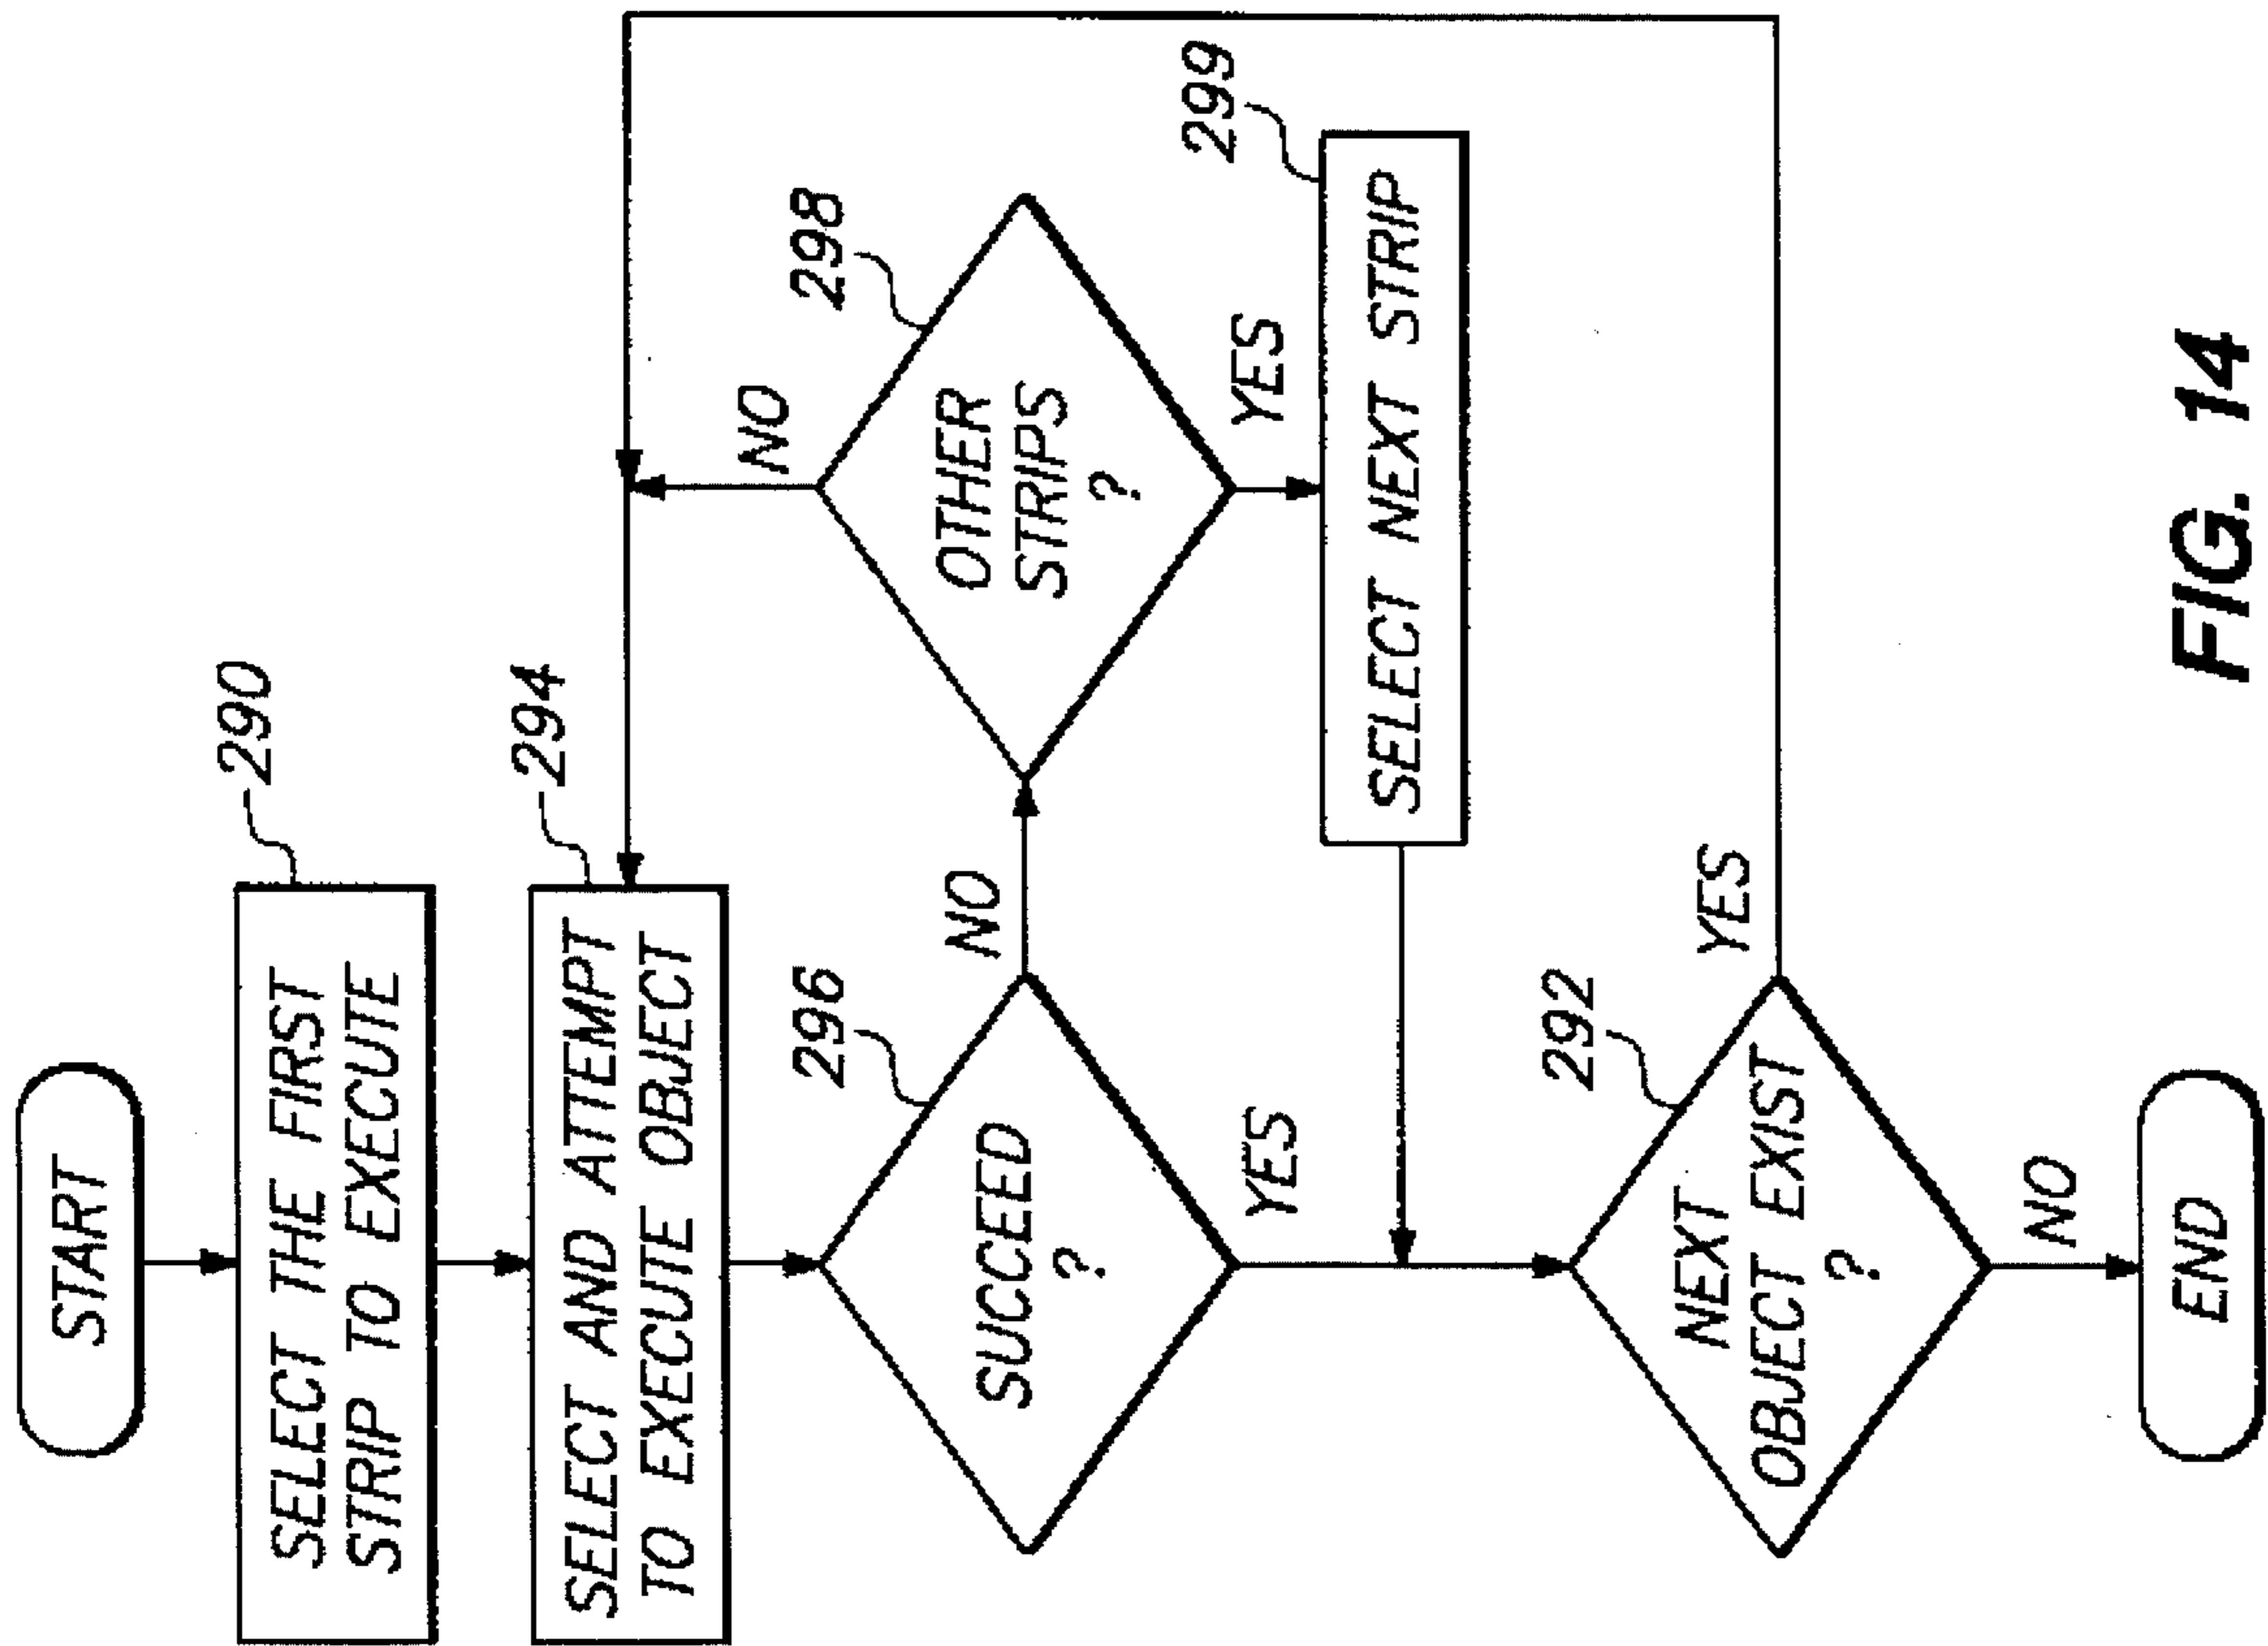 START
SELECT THE FIRST
STRIP TO EXECUTE
290
SELECT AND ATTEMPT
TO EXECUTE OBJECT
294
SUCCEED
?
296
NO
YES
OTHER
STRIPS
?
298
NO
YES
SELECT NEXT STRIP
299
NEXT
OBJECT EXIST
?
292
YES
NO
END
FIG. 14